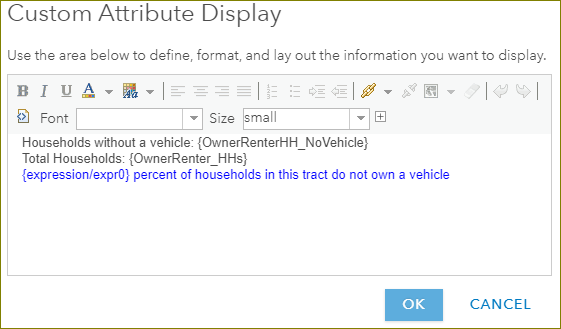 Custom Attribute Display
Use the area below to define, format, and lay out the information you want to display.
B I U A Aa
Font Size small
Households without a vehicle: {OwnerRenterHH_NoVehicle}
Total Households: {OwnerRenter_HHs}
{expression/expr0} percent of households in this tract do not own a vehicle
OK CANCEL